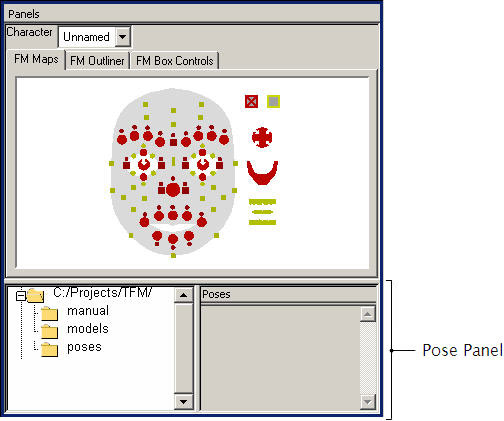 Panels
Character Unnamed
FM Maps FM Outliner FM Box Controls
C:/Projects/TFM/ Poses
manual
models
poses
Pose Panel